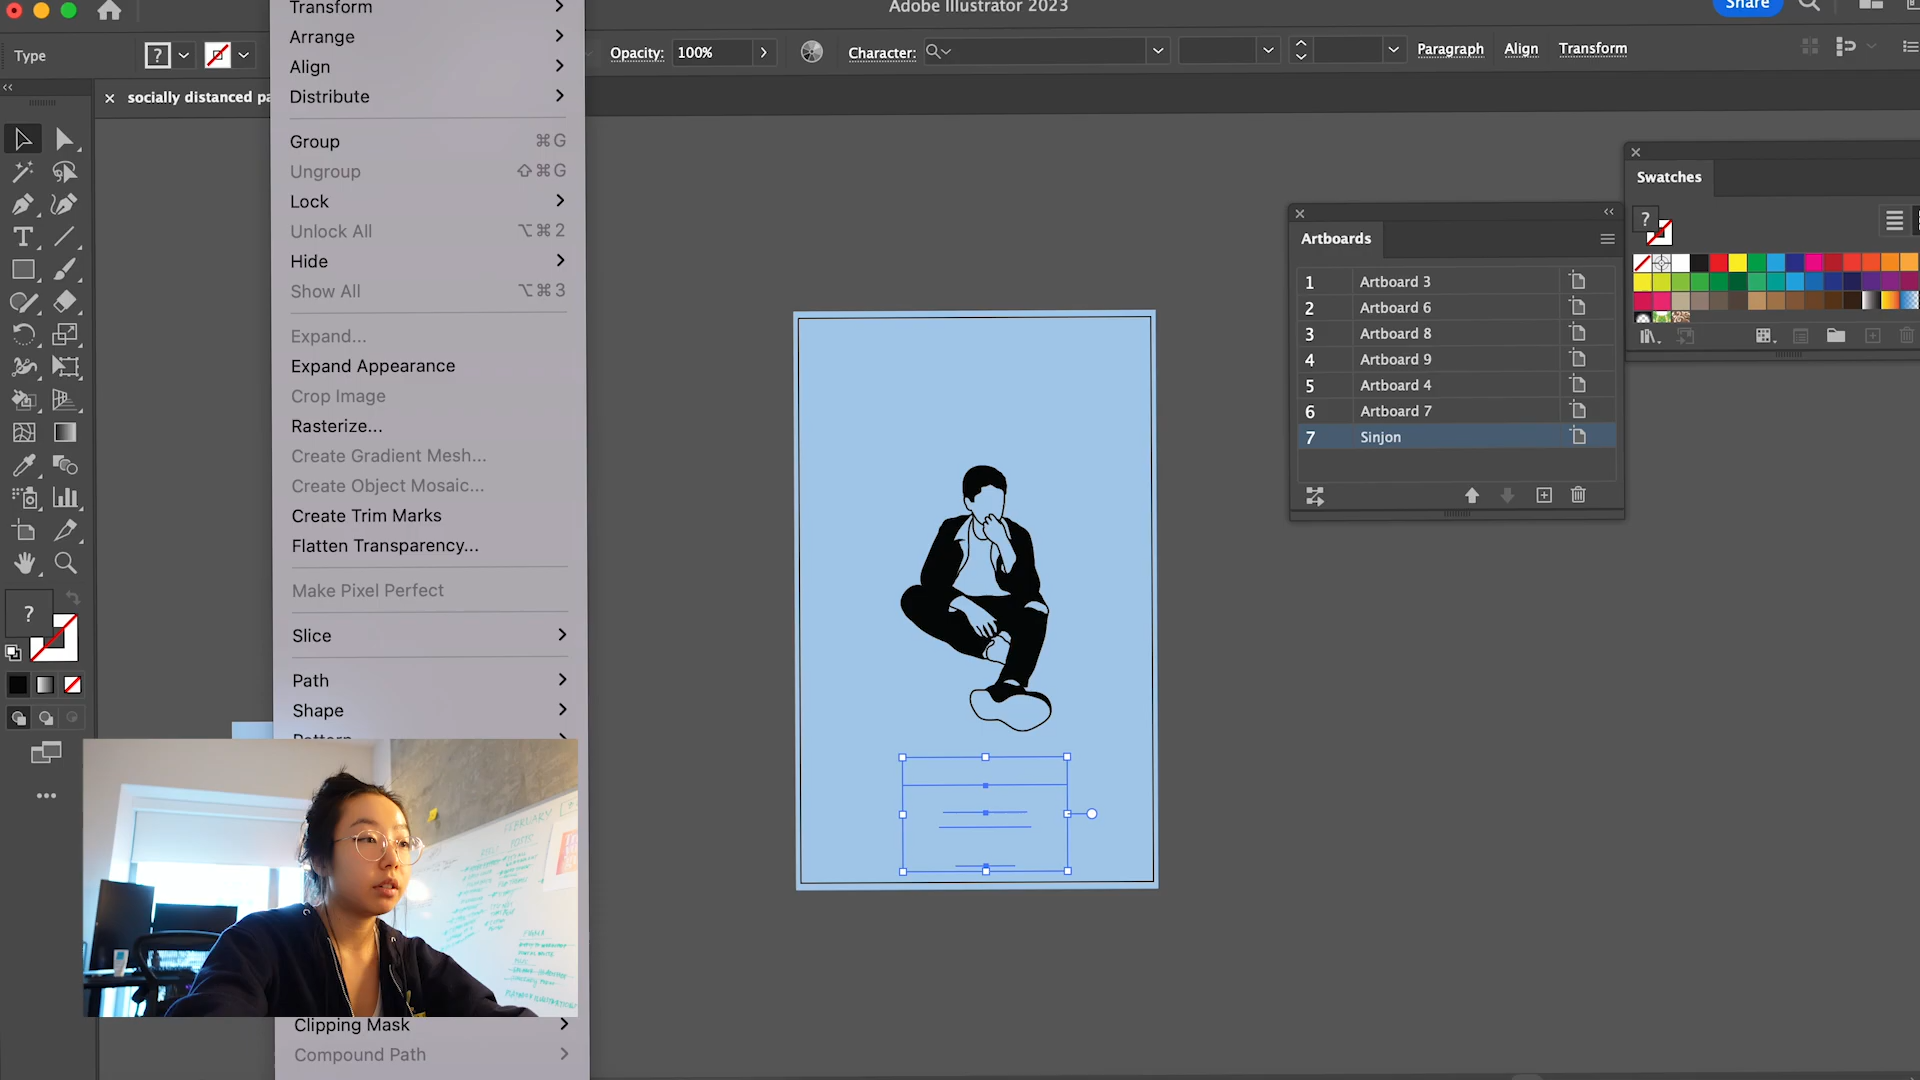 Adobe Illustrator 2023
Share
Type
?
Opacity:
100%
Character:
Paragraph
Align
Transform
socially distanced pa
Transform
Arrange
Align
Distribute
Group ⌘G
Ungroup ⇧⌘G
Lock
Unlock All ⌥⌘2
Hide
Show All ⌥⌘3
Expand...
Expand Appearance
Crop Image
Rasterize...
Create Gradient Mesh...
Create Object Mosaic...
Create Trim Marks
Flatten Transparency...
Make Pixel Perfect
Slice
Path
Shape
Pattern
Clipping Mask
Compound Path
?
Artboards
1 Artboard 3
2 Artboard 6
3 Artboard 8
4 Artboard 9
5 Artboard 4
6 Artboard 7
7 Sinjon
Swatches
?
FEBRUARY